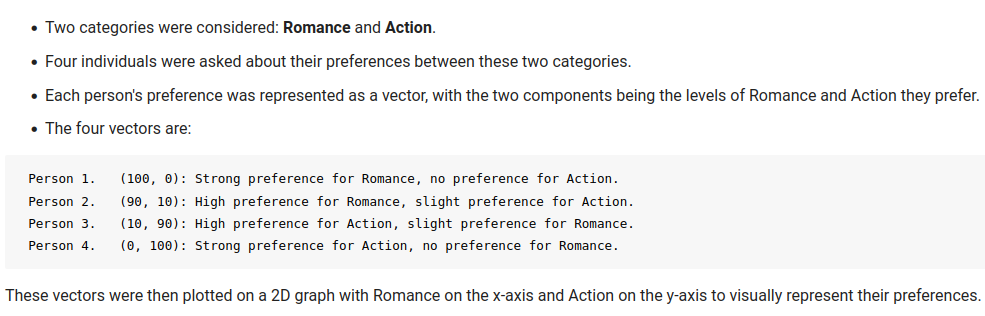 • Two categories were considered: Romance and Action.
• Four individuals were asked about their preferences between these two categories.
• Each person's preference was represented as a vector, with the two components being the levels of Romance and Action they prefer.
• The four vectors are:
Person 1. (100, 0): Strong preference for Romance, no preference for Action.
Person 2. (90, 10): High preference for Romance, slight preference for Action.
Person 3. (10, 90): High preference for Action, slight preference for Romance.
Person 4. (0, 100): Strong preference for Action, no preference for Romance.
These vectors were then plotted on a 2D graph with Romance on the x-axis and Action on the y-axis to visually represent their preferences.